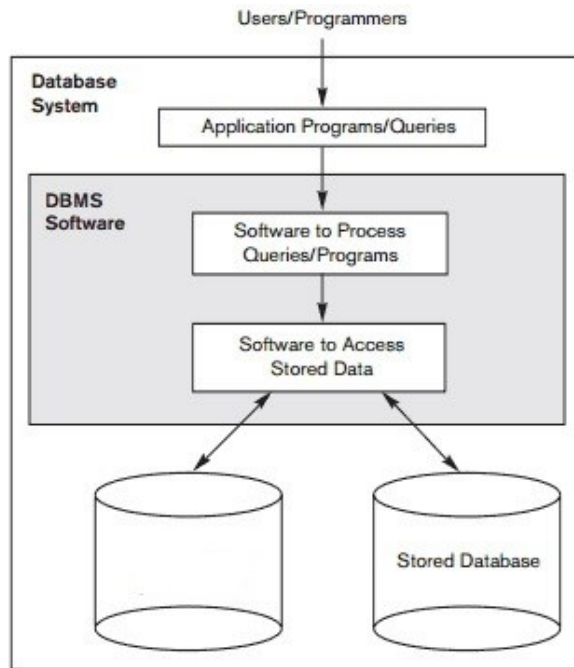 Users/Programmers
Database
System
Application Programs/Queries
DBMS
Software
Software to Process
Queries/Programs
Software to Access
Stored Data
Stored Database